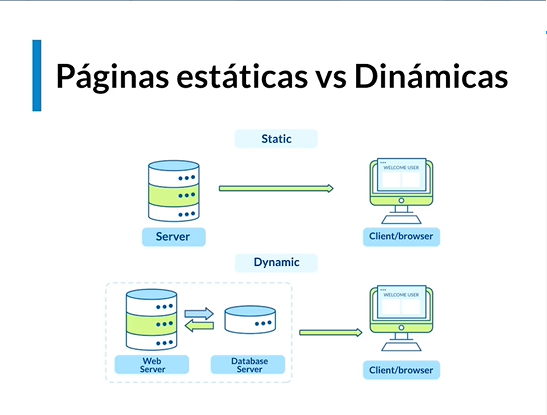 Páginas estáticas vs Dinámicas
Static
WELCOME USER
Server
Client/browser
Dynamic
WELCOME USER
Web
Server
Database
Server
Client/browser